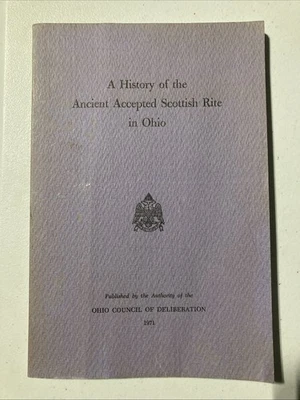 A History of the
Ancient Accepted Scottish Rite
in Ohio
Published by the Authority of the
OHIO COUNCIL OF DELIBERATION
1971